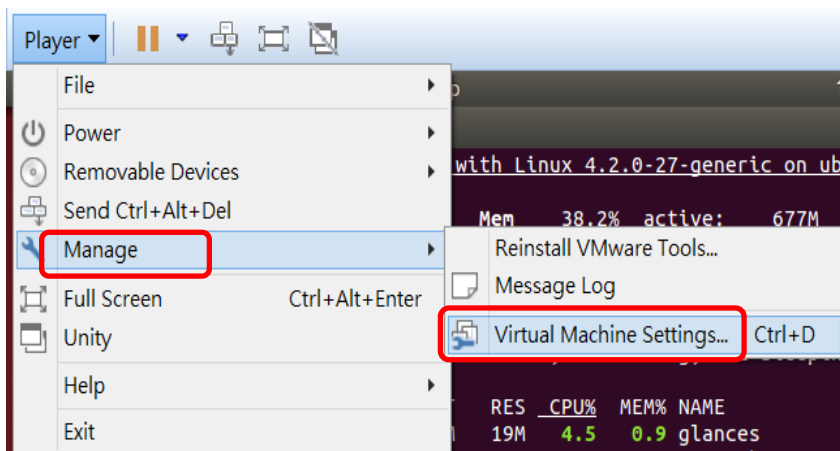 Player
File
Power
with Linux 4.2.0-27-generic on ub
Removable Devices
Send Ctrl+Alt+Del
Mem 38.2% active: 677M
Manage
Reinstall VMware Tools...
Message Log
Full Screen Ctrl+Alt+Enter
Virtual Machine Settings... Ctrl+D
Unity
Help
RES CPU% MEM% NAME
Exit
19M 4.5 0.9 glances